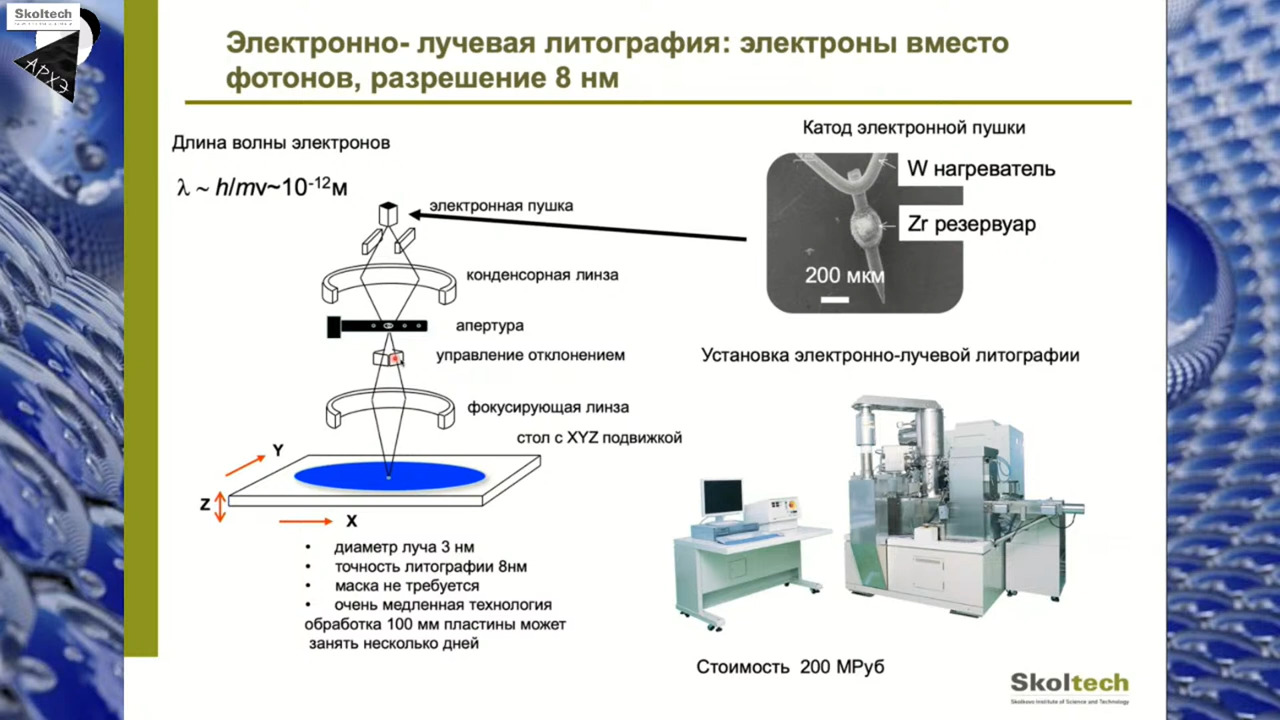 Skoltech
АРХЭ
Электронно- лучевая литография: электроны вместо
фотонов, разрешение 8 нм
Длина волны электронов
λ ~ h/mv~10⁻¹²м
электронная пушка
конденсорная линза
апертура
управление отклонением
фокусирующая линза
стол с XYZ подвижкой
Y
Z
X
• диаметр луча 3 нм
• точность литографии 8нм
• маска не требуется
• очень медленная технология
обработка 100 мм пластины может
занять несколько дней
Катод электронной пушки
W нагреватель
Zr резервуар
200 мкм
Установка электронно-лучевой литографии
Стоимость 200 МРуб
Skoltech
Skolkovo Institute of Science and Technology